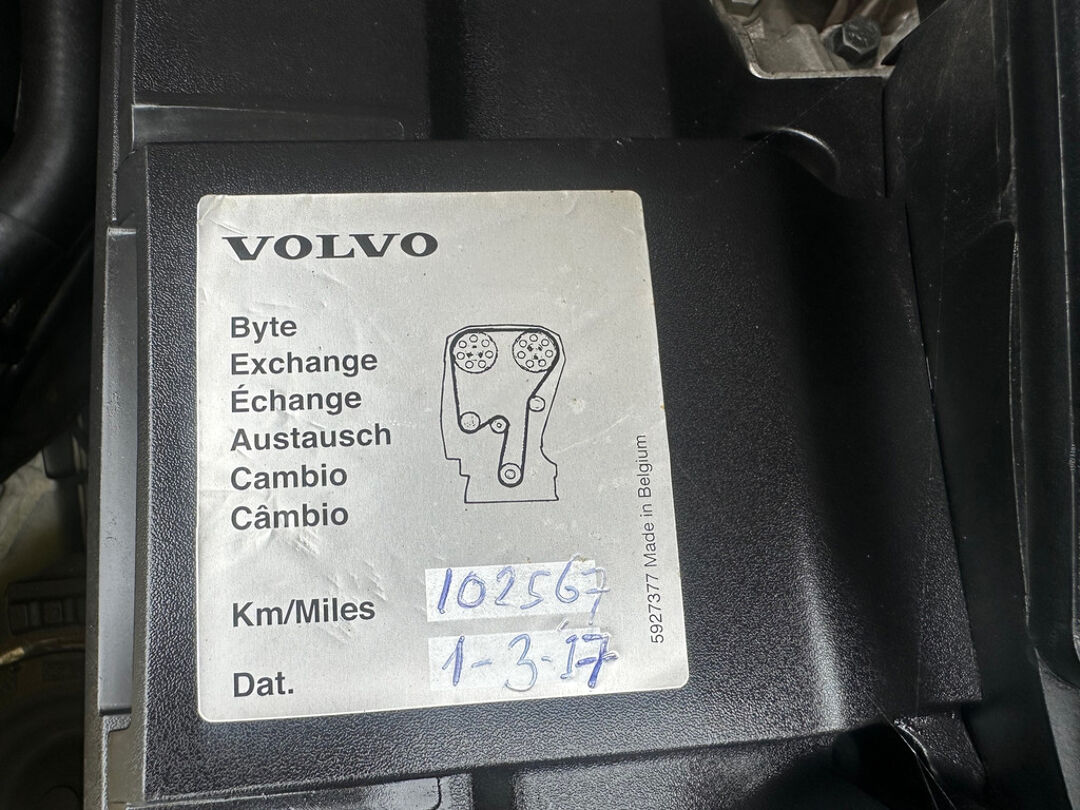 VOLVO
Byte
Exchange
Échange
Austausch
Cambio
Câmbio
Km/Miles 102567
Dat. 1-3-17
5927377 Made in Belgium